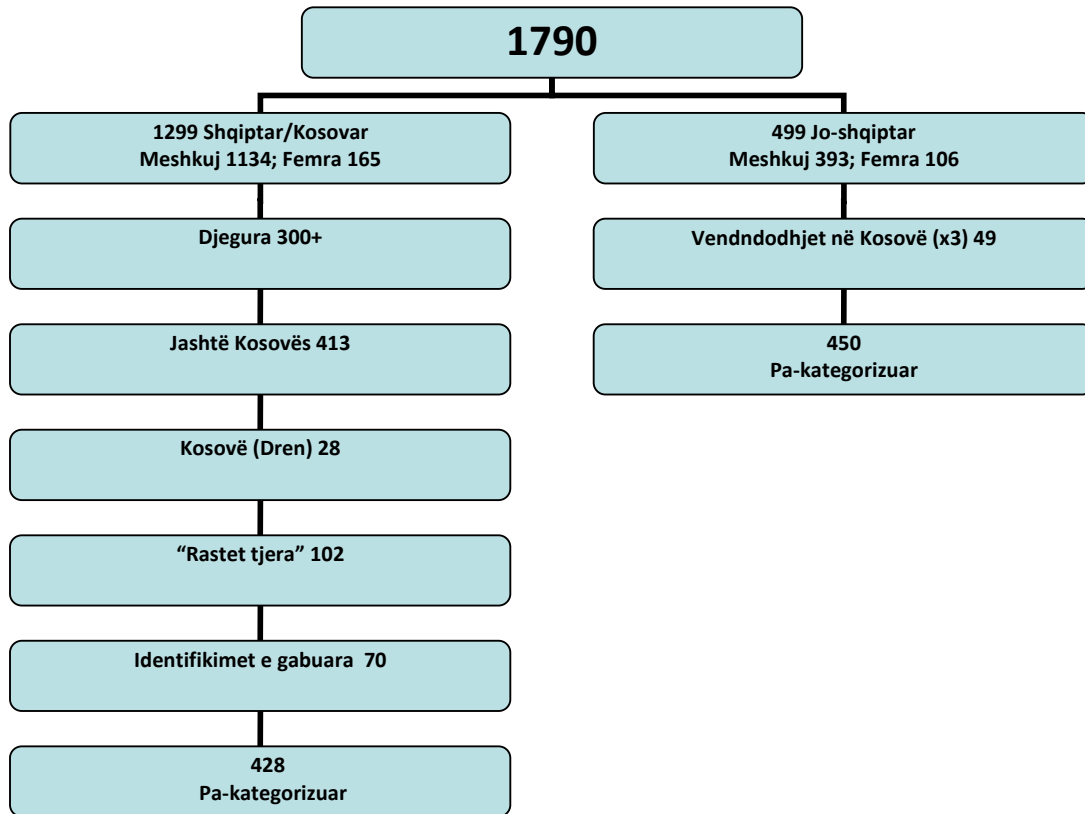 1790
1299 Shqiptar/Kosovar
Meshkuj 1134; Femra 165
Djegura 300+
Jashtë Kosovës 413
Kosovë (Dren) 28
“Rastet tjera” 102
Identifikimet e gabuara 70
428
Pa-kategorizuar
499 Jo-shqiptar
Meshkuj 393; Femra 106
Vendndodhjet në Kosovë (x3) 49
450
Pa-kategorizuar